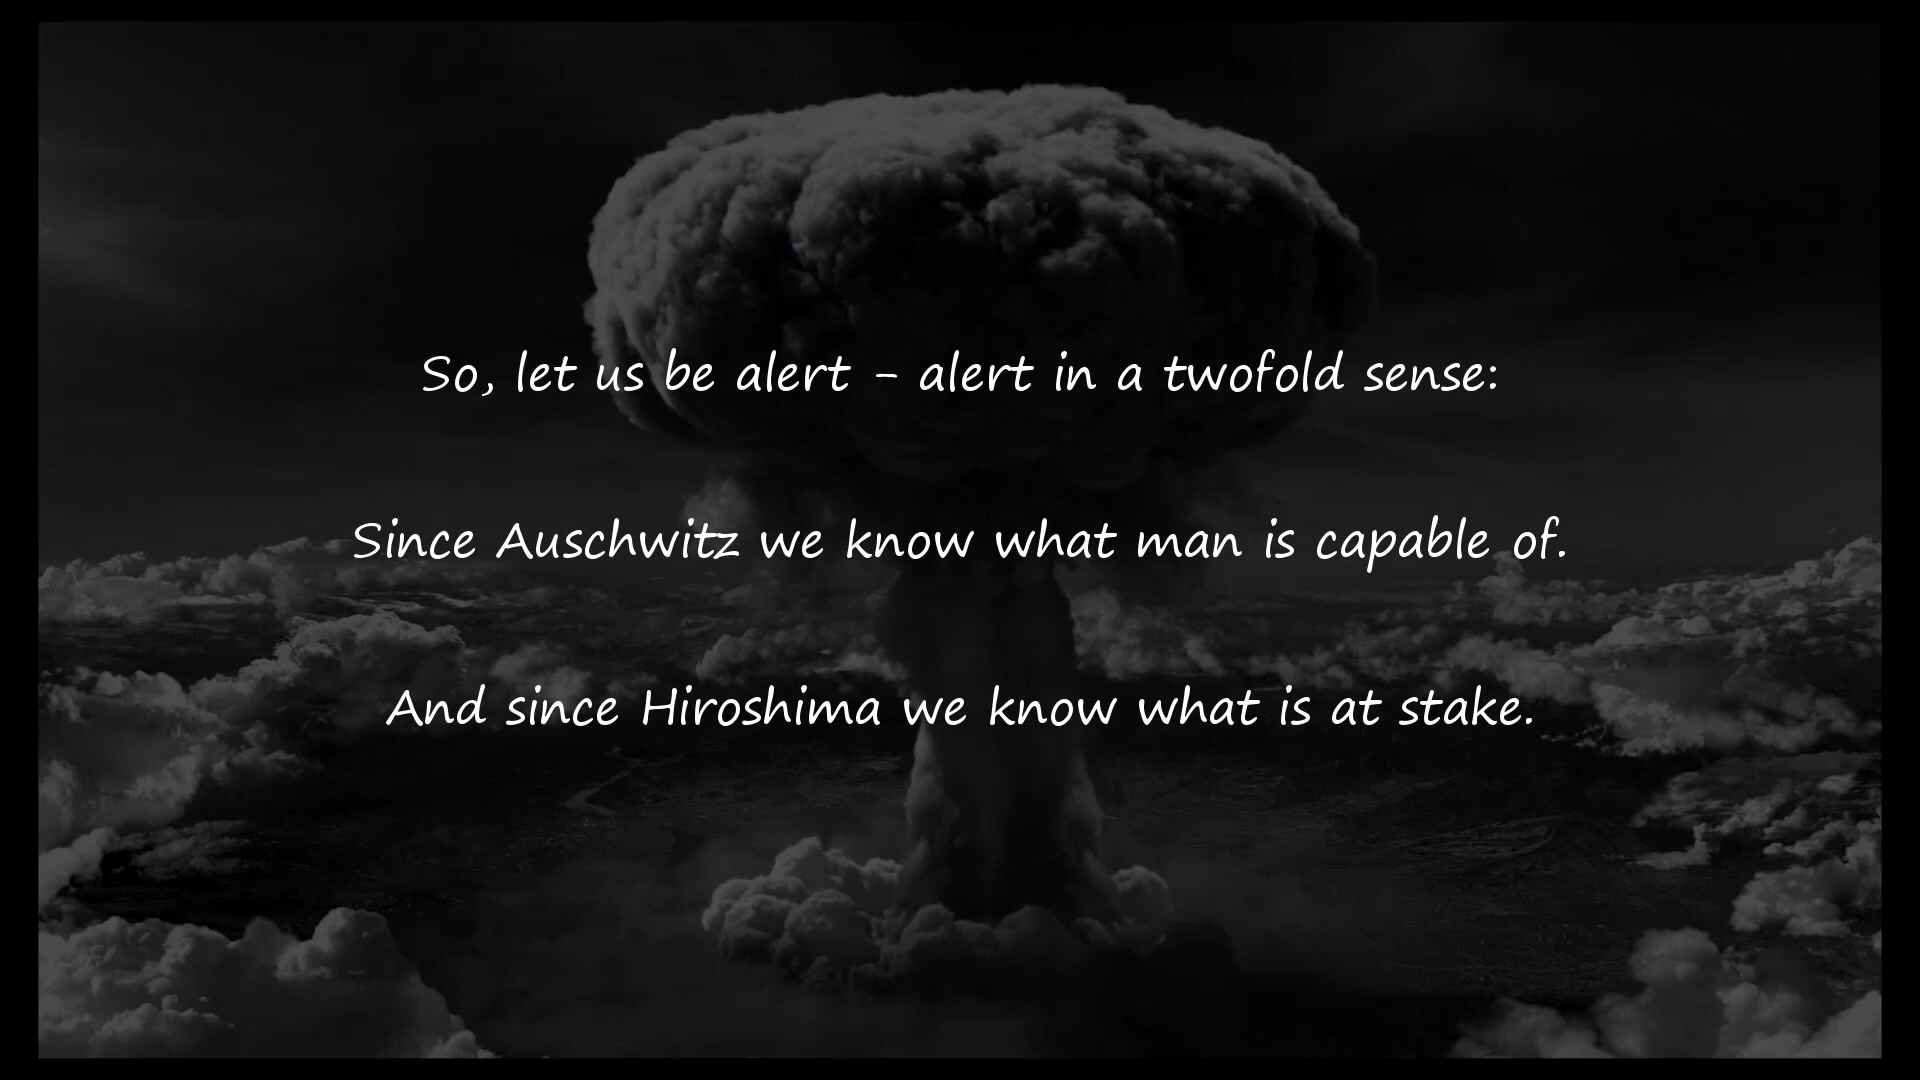 So, let us be alert - alert in a twofold sense:
Since Auschwitz we know what man is capable of.
And since Hiroshima we know what is at stake.